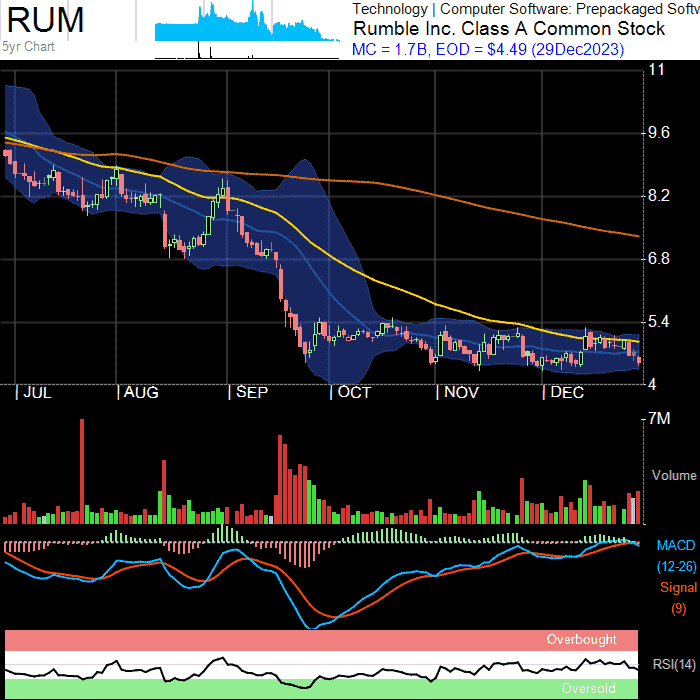 RUM
5yr Chart
Technology | Computer Software: Prepackaged Softw
Rumble Inc. Class A Common Stock
MC = 1.7B, EOD = $4.49 (29Dec2023)
11
9.6
8.2
6.8
5.4
4
| JUL | AUG | SEP | OCT | NOV | DEC
7M
Volume
MACD
(12-26)
Signal
(9)
Overbought
RSI(14)
Oversold